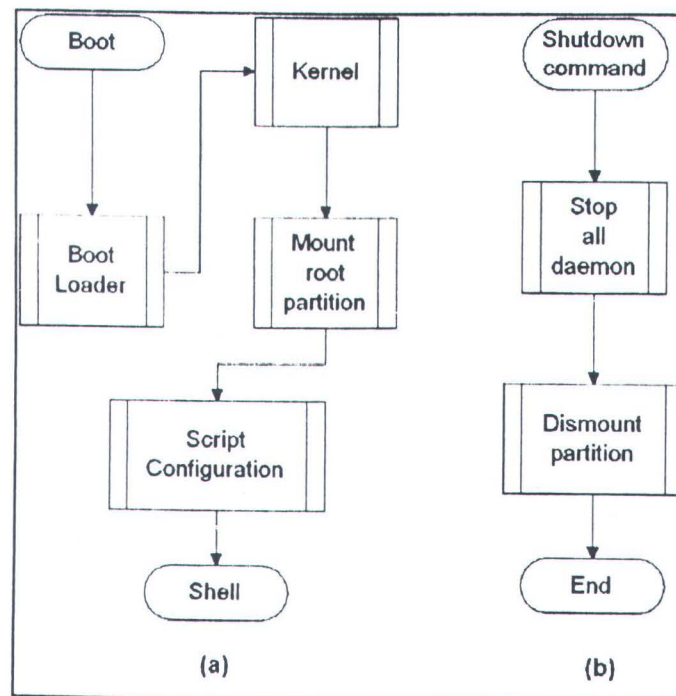 Boot
Boot
Loader
Kernel
Mount
root
partition
Script
Configuration
Shell
(a)
Shutdown
command
Stop
all
daemon
Dismount
partition
End
(b)